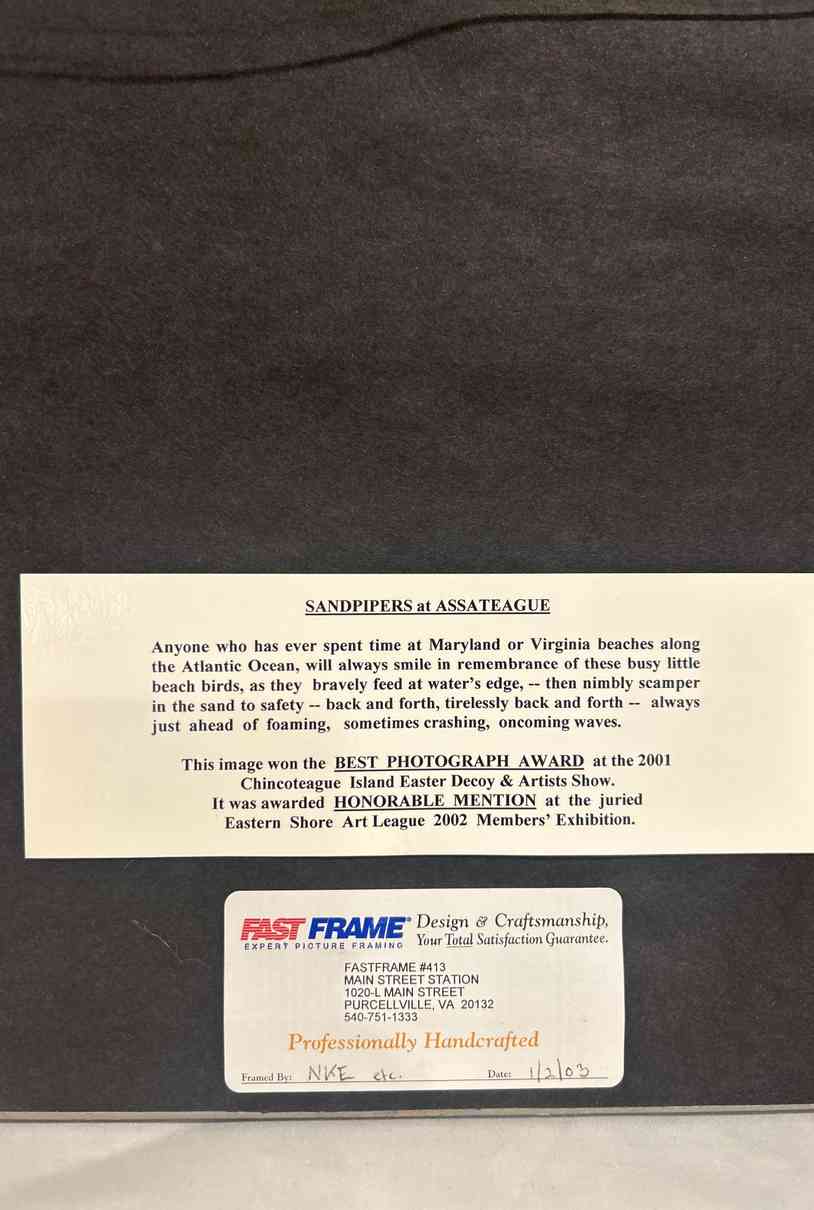 SANDPIPERS at ASSATEAGUE
Anyone who has ever spent time at Maryland or Virginia beaches along
the Atlantic Ocean, will always smile in remembrance of these busy little
beach birds, as they bravely feed at water's edge, -- then nimbly scamper
in the sand to safety -- back and forth, tirelessly back and forth -- always
just ahead of foaming, sometimes crashing, oncoming waves.
This image won the BEST PHOTOGRAPH AWARD at the 2001
Chincoteague Island Easter Decoy & Artists Show.
It was awarded HONORABLE MENTION at the juried
Eastern Shore Art League 2002 Members' Exhibition.
FAST FRAME®
EXPERT PICTURE FRAMING
Design & Craftsmanship,
Your Total Satisfaction Guarantee.
FASTFRAME #413
MAIN STREET STATION
1020-L MAIN STREET
PURCELLVILLE, VA 20132
540-751-1333
Professionally Handcrafted
Framed By: NKE etc. Date: 1/2/03